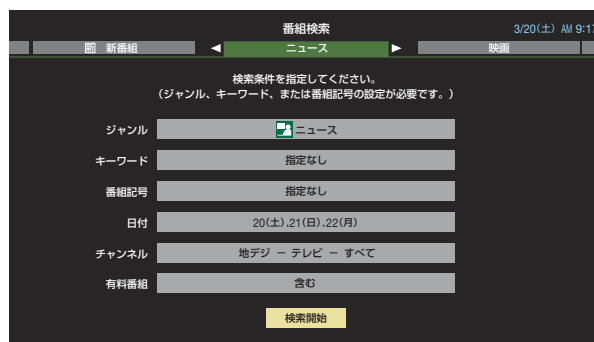 番組検索
3/20(土) AM 9:17
新 新番組
◀ ニュース ▶
映画
検索条件を指定してください。
(ジャンル、キーワード、または番組記号の設定が必要です。)
ジャンル ニュース
キーワード 指定なし
番組記号 指定なし
日付 20(土).21(日).22(月)
チャンネル 地デジ － テレビ － すべて
有料番組 含む
検索開始